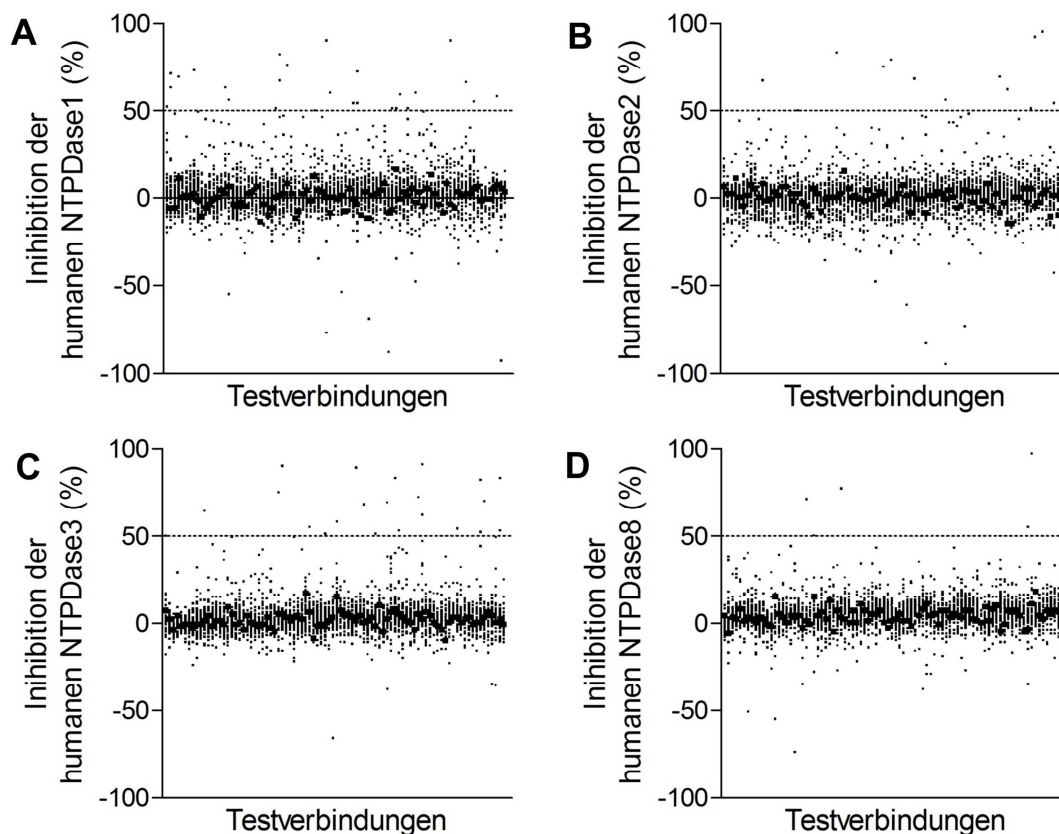 A
Inihibition der
humanen NTPDase1 (%)
100
50
0
-50
-100
Testverbindungen
B
Inihibition der
humanen NTPDase2 (%)
100
50
0
-50
-100
Testverbindungen
C
Inihibition der
humanen NTPDase3 (%)
100
50
0
-50
-100
Testverbindungen
D
Inihibition der
humanen NTPDase8 (%)
100
50
0
-50
-100
Testverbindungen